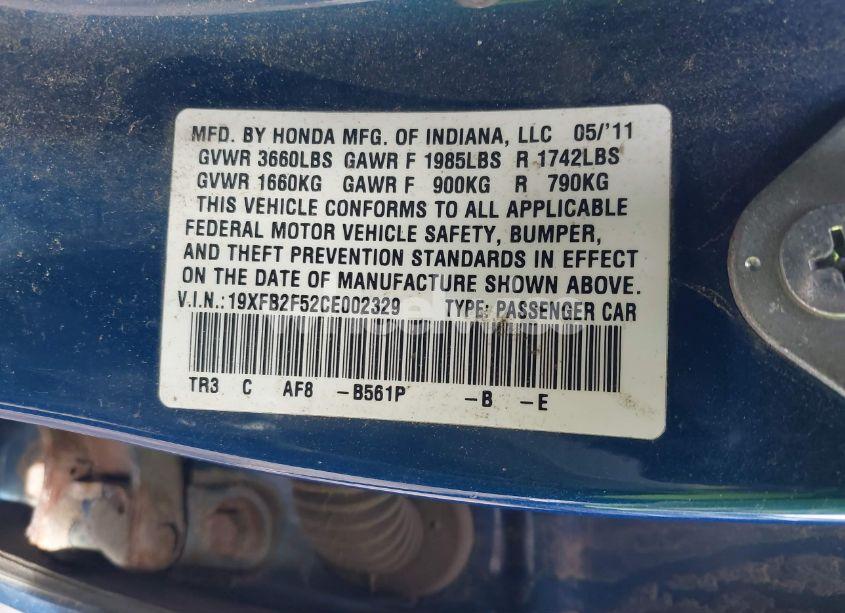 MFD. BY HONDA MFG. OF INDIANA, LLC 05/'11
GVWR 3660LBS GAWR F 1985LBS R 1742LBS
GVWR 1660KG GAWR F 900KG R 790KG
THIS VEHICLE CONFORMS TO ALL APPLICABLE
FEDERAL MOTOR VEHICLE SAFETY, BUMPER,
AND THEFT PREVENTION STANDARDS IN EFFECT
ON THE DATE OF MANUFACTURE SHOWN ABOVE.
V.I.N.:19XFB2F52CE002329 TYPE: PASSENGER CAR
TR3 C AF8 -B561P -B -E